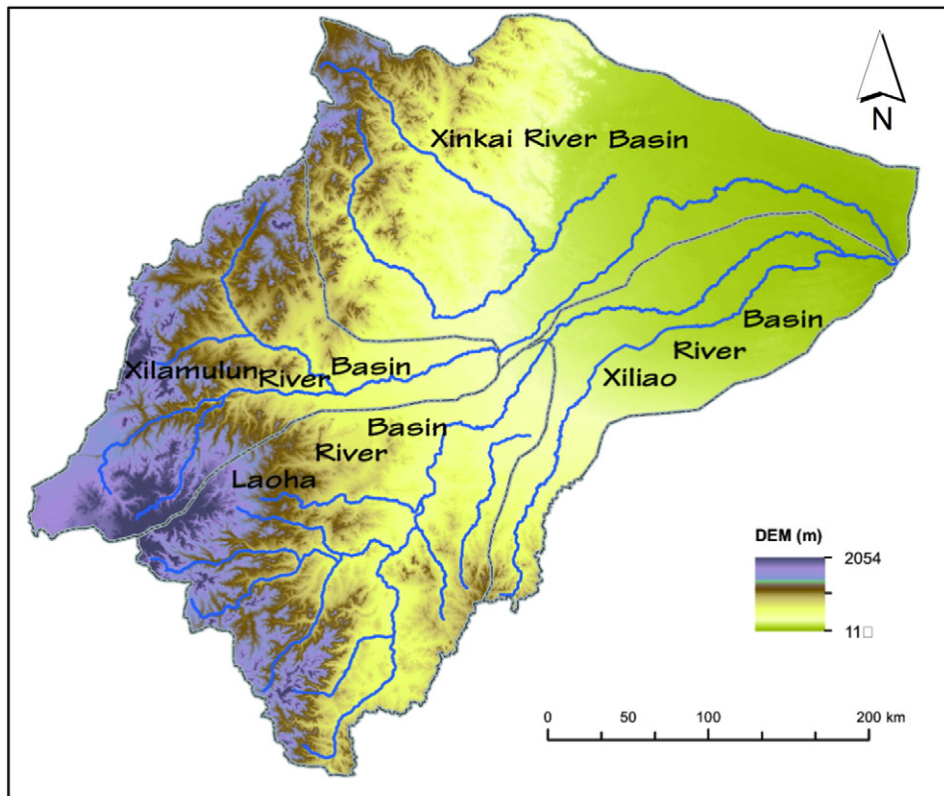 N
Xinkai River Basin
Xilamulun River Basin
Laoha River Basin
Xiliao River Basin
DEM (m)
2054
11□
0 50 100 200 km